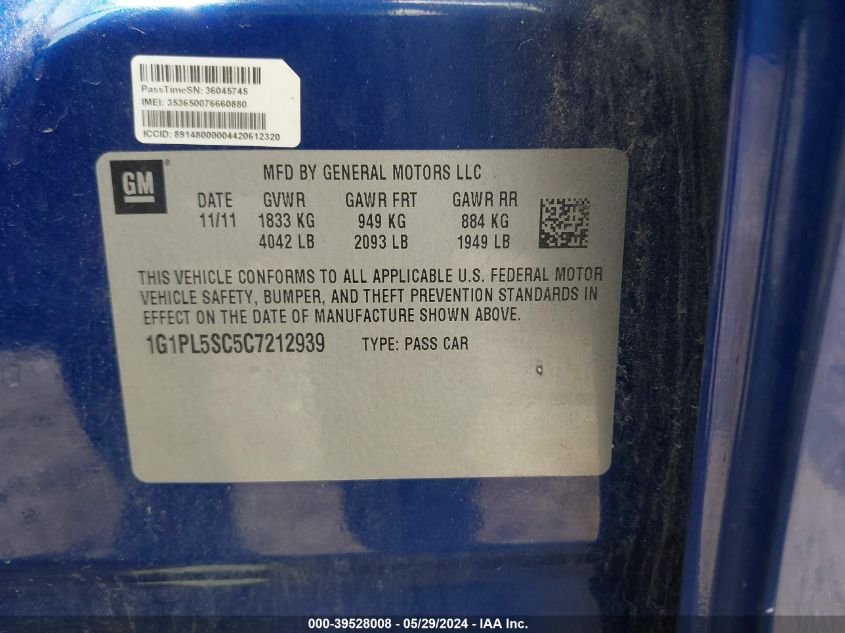 PassTimeSN: 36045745
IMEI: 353650076660880
ICCID: 89148000004420612320
GM ®
MFD BY GENERAL MOTORS LLC
DATE GVWR GAWR FRT GAWR RR
11/11 1833 KG 949 KG 884 KG
4042 LB 2093 LB 1949 LB
THIS VEHICLE CONFORMS TO ALL APPLICABLE U.S. FEDERAL MOTOR
VEHICLE SAFETY, BUMPER, AND THEFT PREVENTION STANDARDS IN
EFFECT ON THE DATE OF MANUFACTURE SHOWN ABOVE.
1G1PL5SC5C7212939 TYPE: PASS CAR
000-39528008 - 05/29/2024 - IAA Inc.